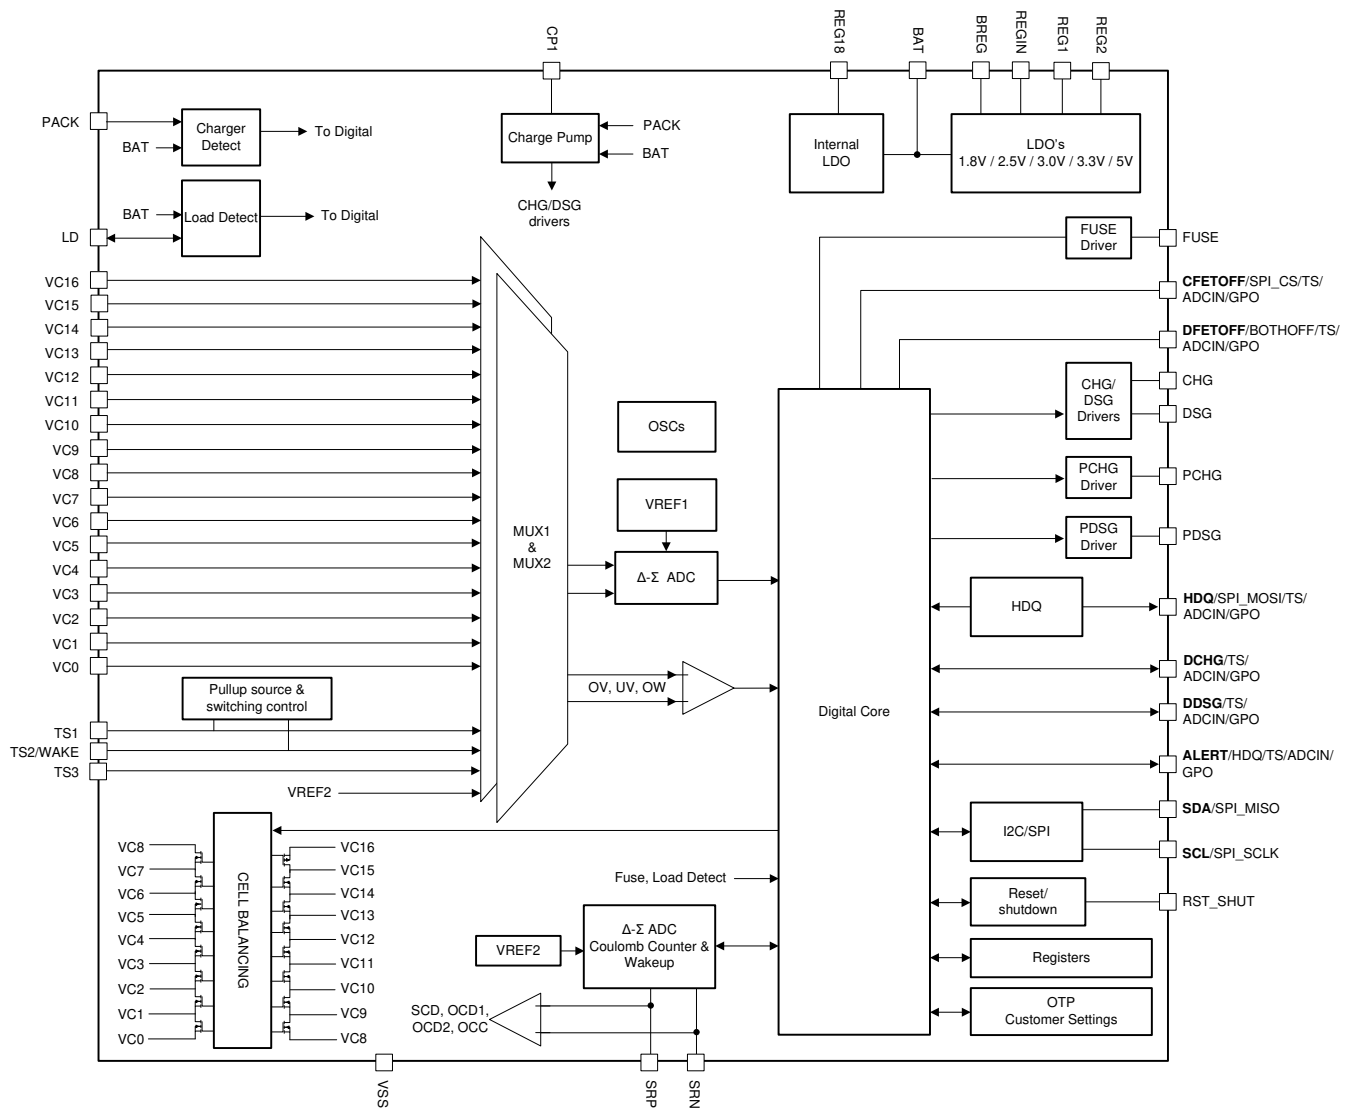 CP1
REG18
BAT
BREG
REGIN
REG1
REG2
PACK
BAT
Charger
Detect
To Digital
Charge Pump
PACK
BAT
CHG/DSG
drivers
Internal
LDO
LDO's
1.8V / 2.5V / 3.0V / 3.3V / 5V
BAT
LD
Load Detect
To Digital
FUSE
Driver
FUSE
VC16
VC15
VC14
VC13
VC12
VC11
VC10
VC9
VC8
VC7
VC6
VC5
VC4
VC3
VC2
VC1
VC0
Pullup source &
switching control
TS1
TS2/WAKE
TS3
VREF2
MUX1
&
MUX2
OSCs
VREF1
Δ-Σ ADC
OV, UV, OW
Digital Core
CFETOFF/SPI_CS/TS/
ADCIN/GPO
DFETOFF/BOTHOFF/TS/
ADCIN/GPO
CHG/
DSG
Drivers
CHG
DSG
PCHG
Driver
PCHG
PDSG
Driver
PDSG
HDQ
HDQ/SPI_MOSI/TS/
ADCIN/GPO
DCHG/TS/
ADCIN/GPO
DDSG/TS/
ADCIN/GPO
ALERT/HDQ/TS/ADCIN/
GPO
I2C/SPI
SDA/SPI_MISO
SCL/SPI_SCLK
Reset/
shutdown
RST_SHUT
Registers
OTP
Customer Settings
VC8
VC7
VC6
VC5
VC4
VC3
VC2
VC1
VC0
CELL BALANCING
VC16
VC15
VC14
VC13
VC12
VC11
VC10
VC9
VC8
Fuse, Load Detect
VREF2
Δ-Σ ADC
Coulomb Counter &
Wakeup
SCD, OCD1,
OCD2, OCC
VSS
SRP
SRN